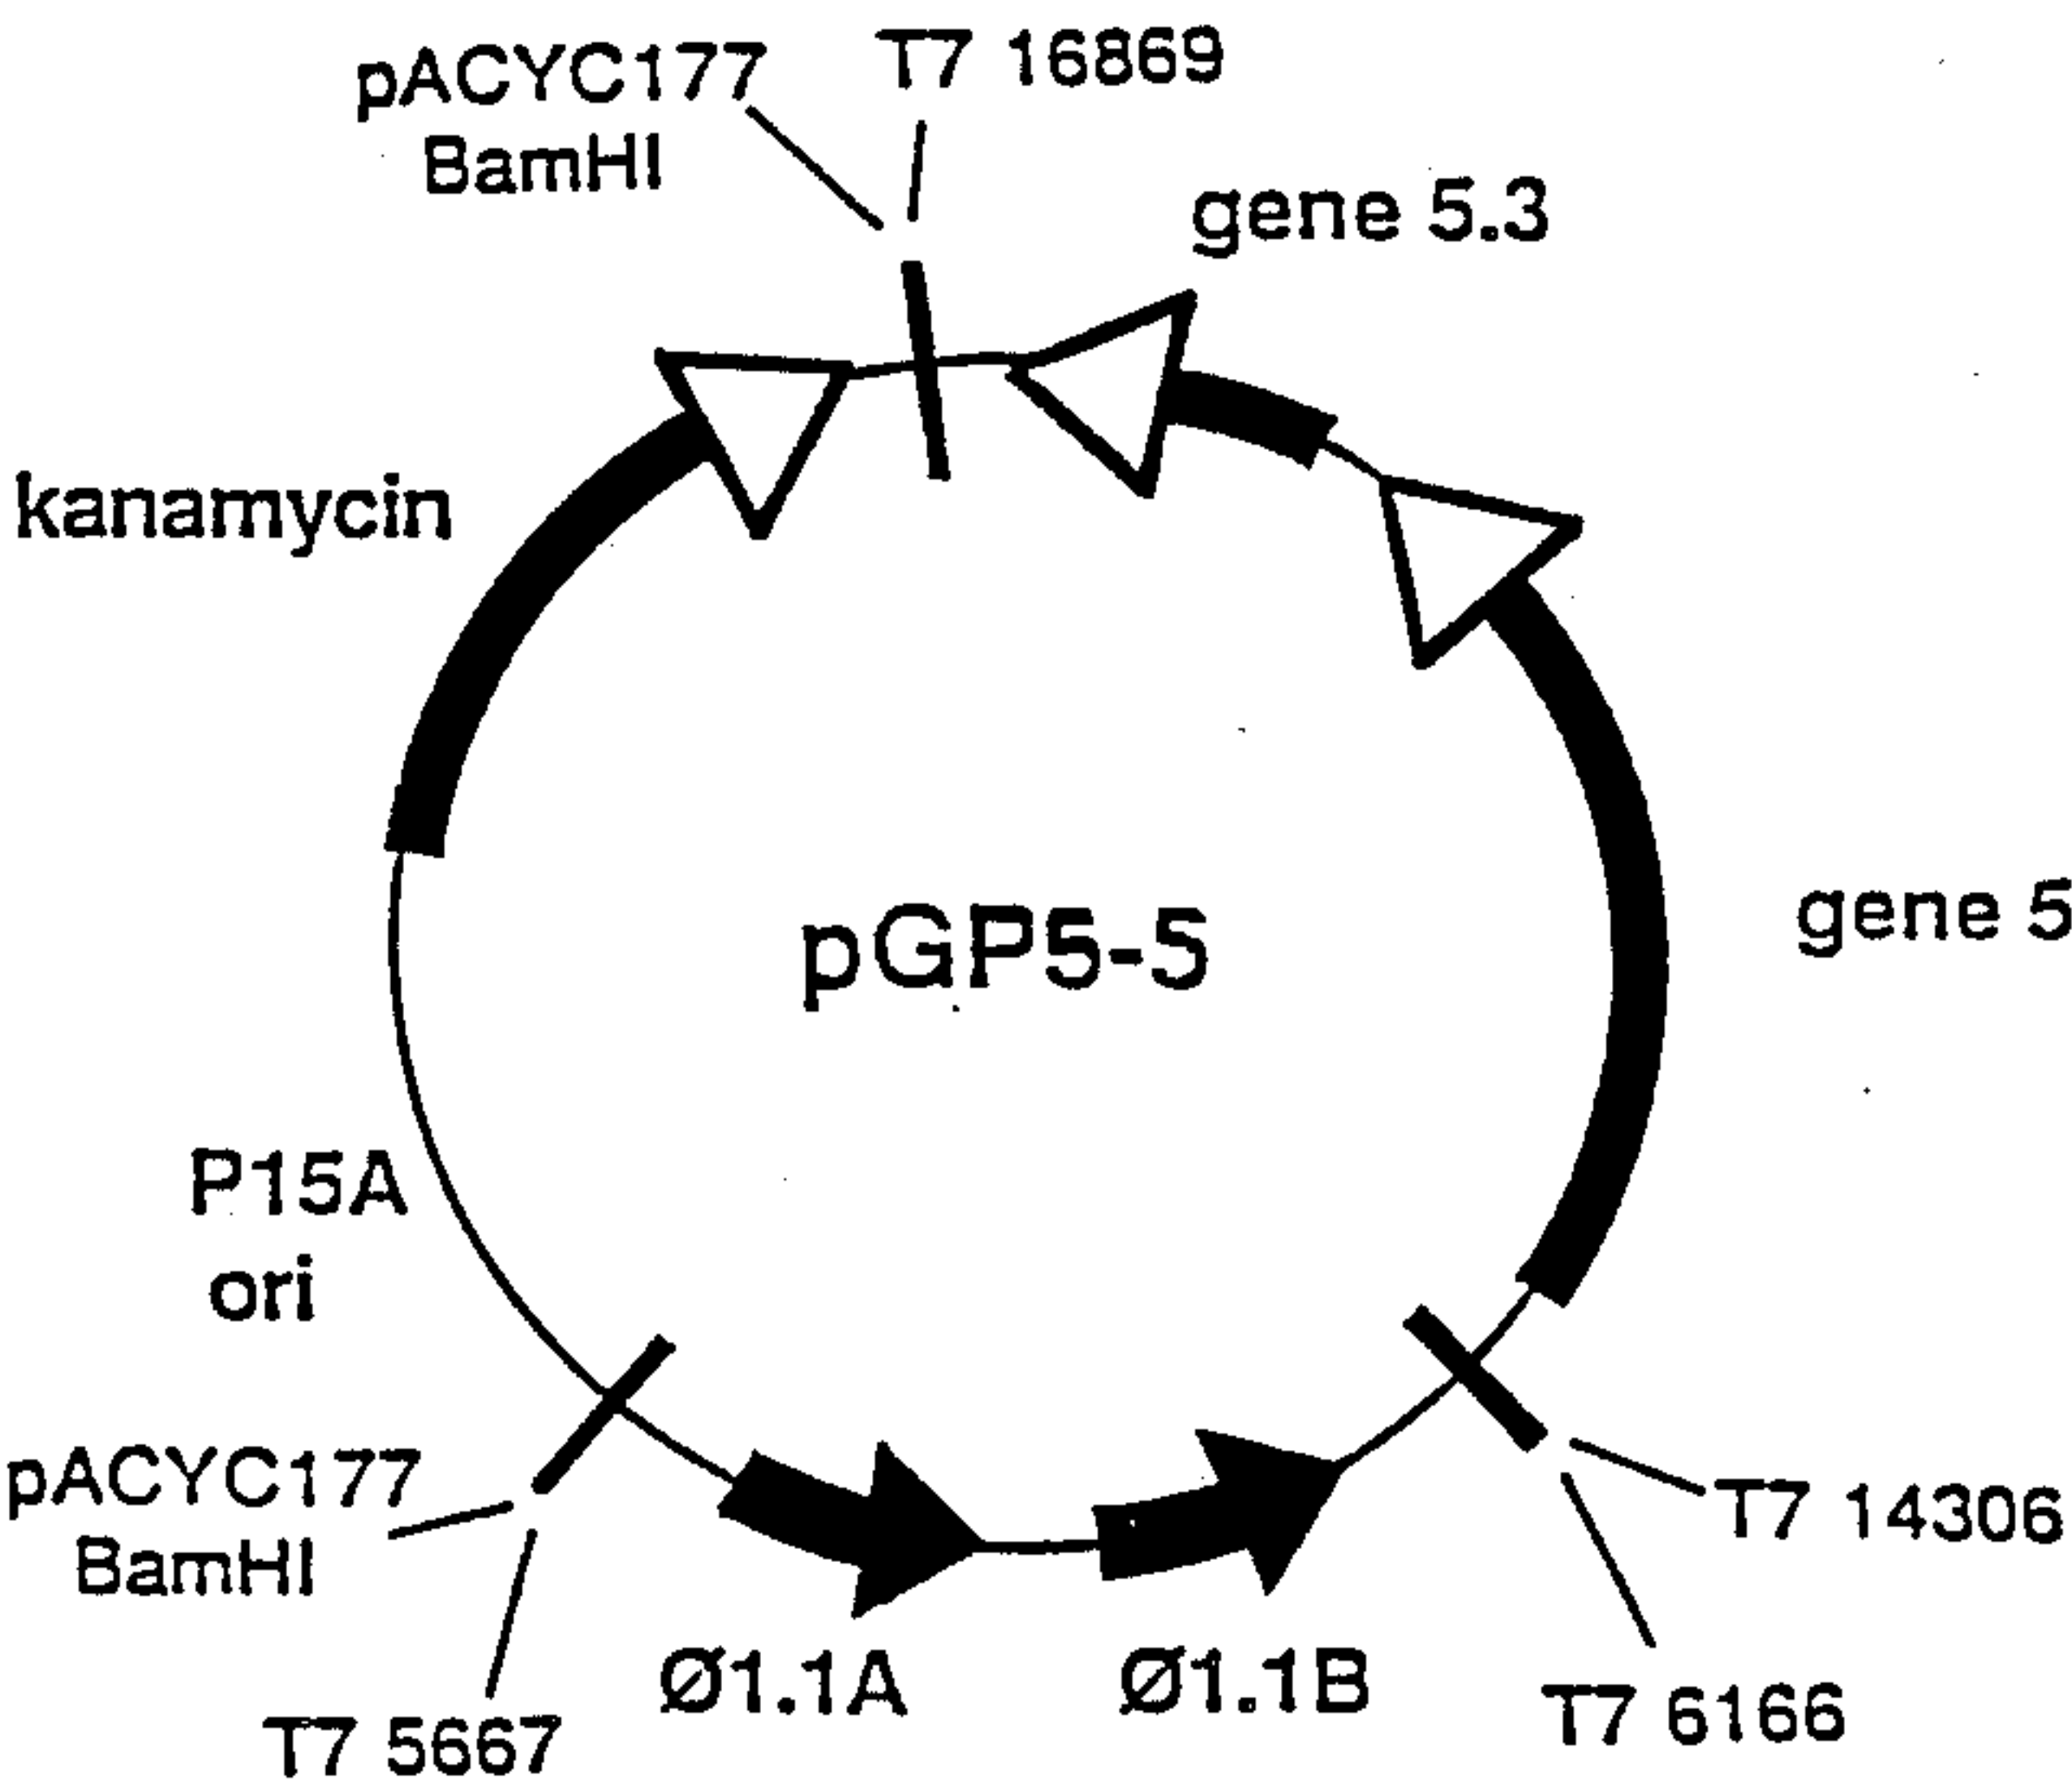 pACYC177
BamHI
T7 16869
gene 5.3
kanamycin
pGP5-5
gene 5
P15A
ori
pACYC177
BamHI
T7 5667
Ø1.1A
Ø1.1B
T7 14306
T7 6166